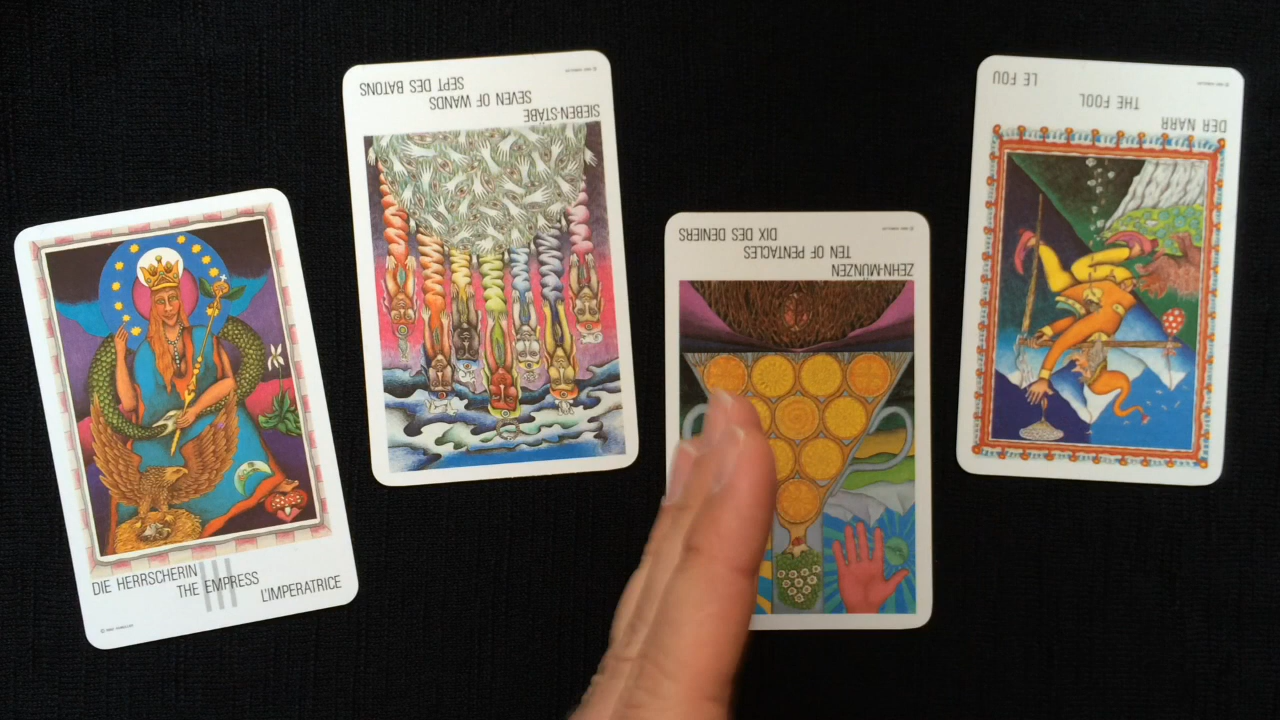 DIE HERRSCHERIN
THE EMPRESS
L'IMPERATRICE
III
SIEBEN·STÄBE
SEVEN OF WANDS
SEPT DES BATONS
ZEHN·MÜNZEN
TEN OF PENTACLES
DIX DES DENIERS
DER NARR
THE FOOL
LE FOU